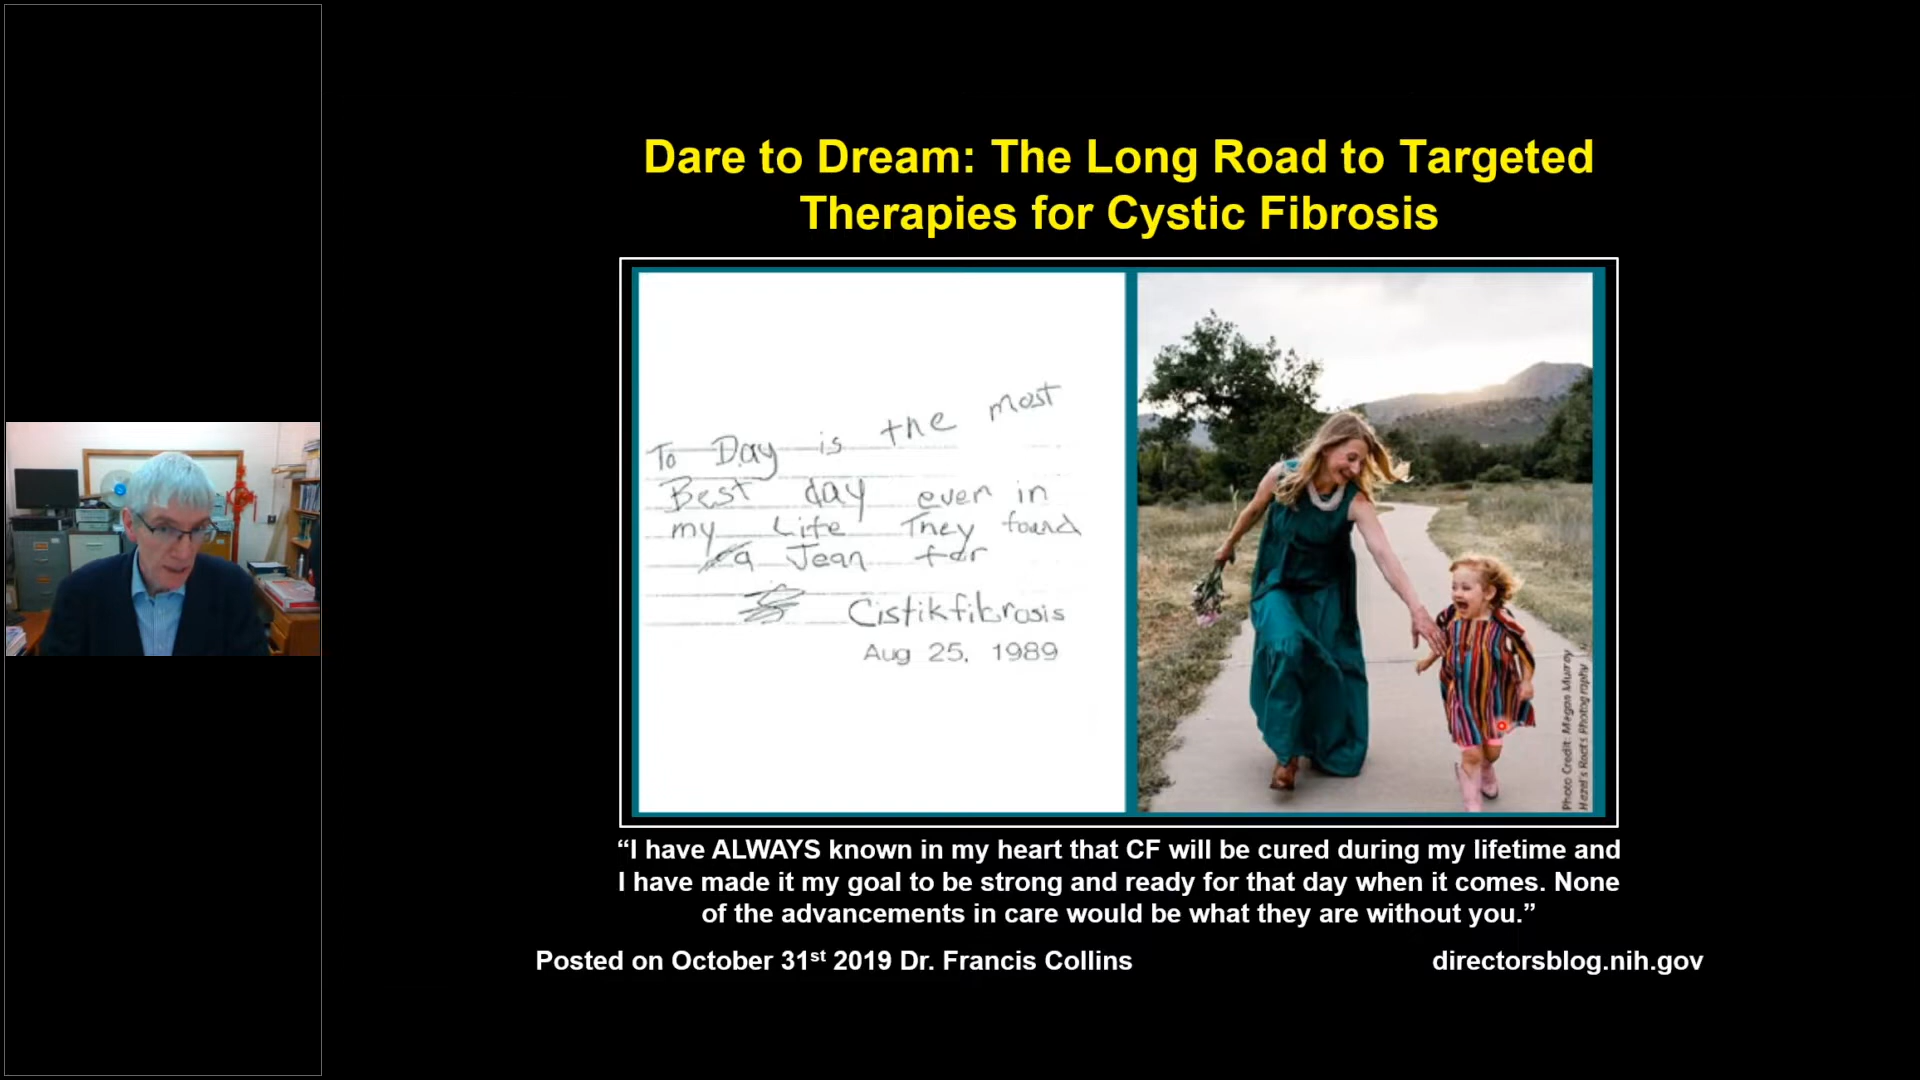 Dare to Dream: The Long Road to Targeted
Therapies for Cystic Fibrosis
To Day is the most
Best day ever in
my Life They found
a Jean for
Cistikfibrosis
Aug 25, 1989
Photo Credit: Megan Murray
Hazel's Roots Photography
“I have ALWAYS known in my heart that CF will be cured during my lifetime and
I have made it my goal to be strong and ready for that day when it comes. None
of the advancements in care would be what they are without you.”
Posted on October 31st 2019 Dr. Francis Collins
directorsblog.nih.gov